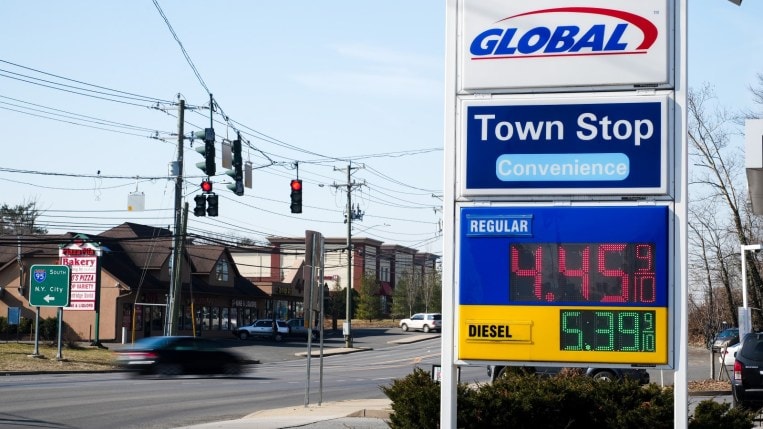 GLOBAL
Town Stop
Convenience
REGULAR
4.45 9/10
DIESEL
5.39 9/10
95 South
N.Y. City
Bakery
PIZZA